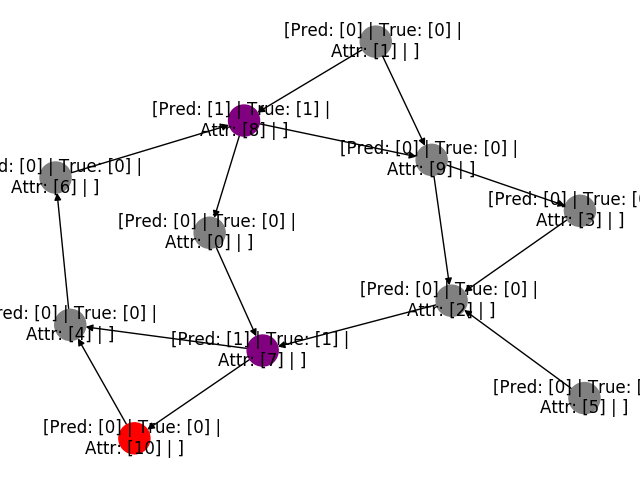 [Pred: [0] | True: [0] |
Attr: [1] | ]
[Pred: [1] | True: [1] |
Attr: [8] | ]
[Pred: [0] | True: [0] |
Attr: [9] | ]
d: [0] | True: [0] |
Attr: [6] | ]
[Pred: [0] | True: [0
Attr: [3] | ]
[Pred: [0] | True: [0] |
Attr: [0] | ]
[Pred: [0] | True: [0] |
Attr: [2] | ]
red: [0] | True: [0] |
Attr: [4] | ]
[Pred: [1] | True: [1] |
Attr: [7] | ]
[Pred: [0] | True: [
Attr: [5] | ]
[Pred: [0] | True: [0] |
Attr: [10] | ]